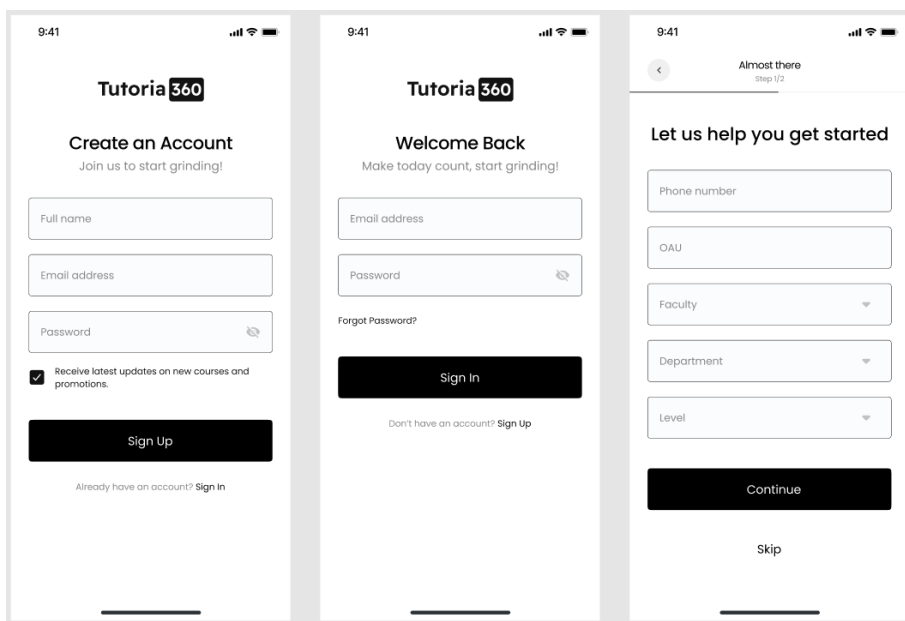 9:41
Tutoria 360
Create an Account
Join us to start grinding!
Full name
Email address
Password
Receive latest updates on new courses and
promotions.
Sign Up
Already have an account? Sign In
9:41
Tutoria 360
Welcome Back
Make today count, start grinding!
Email address
Password
Forgot Password?
Sign In
Don't have an account? Sign Up
9:41
Almost there
Step 1/2
Let us help you get started
Phone number
OAU
Faculty
Department
Level
Continue
Skip